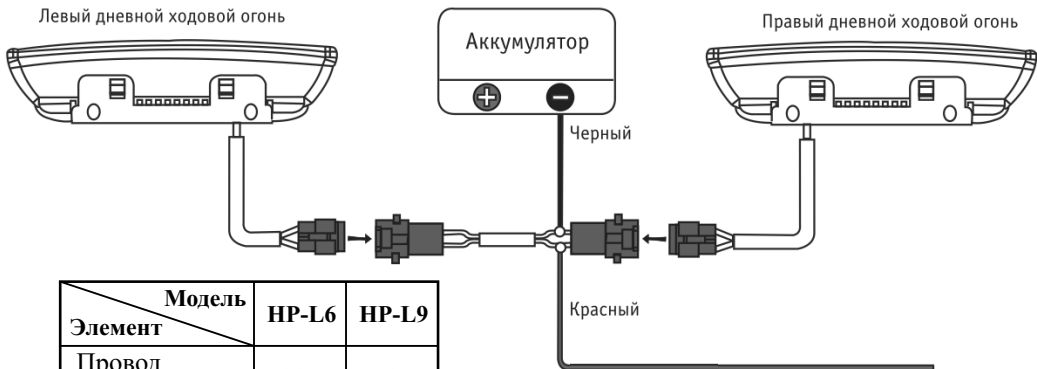 Левый дневной ходовой огонь
Правый дневной ходовой огонь
Аккумулятор
Черный
Красный
Модель
Элемент
HP-L6
HP-L9
Провод